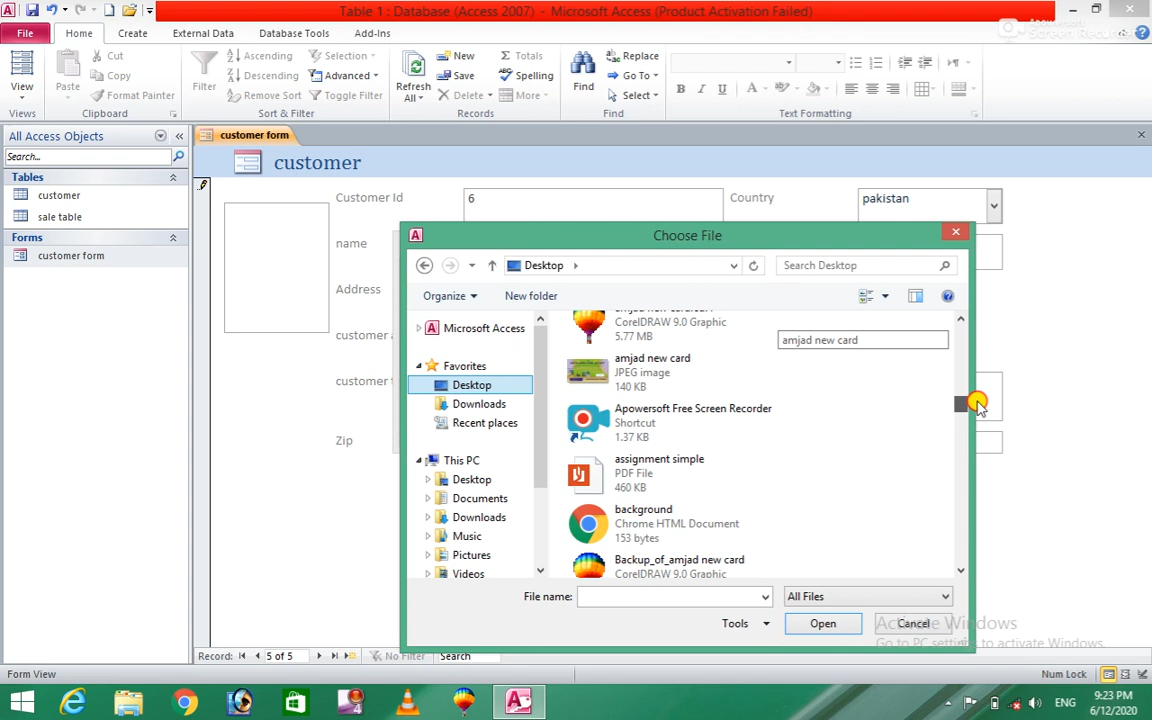 Table 1 : Database (Access 2007) - Microsoft Access (Product Activation Failed)
File Home Create External Data Database Tools Add-Ins
View
Views
Paste
Cut
Copy
Format Painter
Clipboard
Filter
Ascending
Descending
Remove Sort
Selection
Advanced
Toggle Filter
Sort & Filter
Refresh All
New
Save
Delete
Totals
Spelling
More
Records
Find
Replace
Go To
Select
Find
B I U A
Text Formatting
All Access Objects
Search...
Tables
customer
sale table
Forms
customer form
customer form
customer
Customer Id 6 Country pakistan
name
Address
customer
customer
Zip
Choose File
Desktop
Search Desktop
Organize New folder
Microsoft Access
Favorites
Desktop
Downloads
Recent places
This PC
Desktop
Documents
Downloads
Music
Pictures
Videos
CorelDRAW 9.0 Graphic
5.77 MB
amjad new card
amjad new card
JPEG image
140 KB
Apowersoft Free Screen Recorder
Shortcut
1.37 KB
assignment simple
PDF File
460 KB
background
Chrome HTML Document
153 bytes
Backup_of_amjad new card
CorelDRAW 9.0 Graphic
File name: All Files
Tools Open Cancel
Activate Windows
Go to PC settings to activate Windows.
Record: 5 of 5 No Filter Search
Form View Num Lock
ENG
9:23 PM
6/12/2020